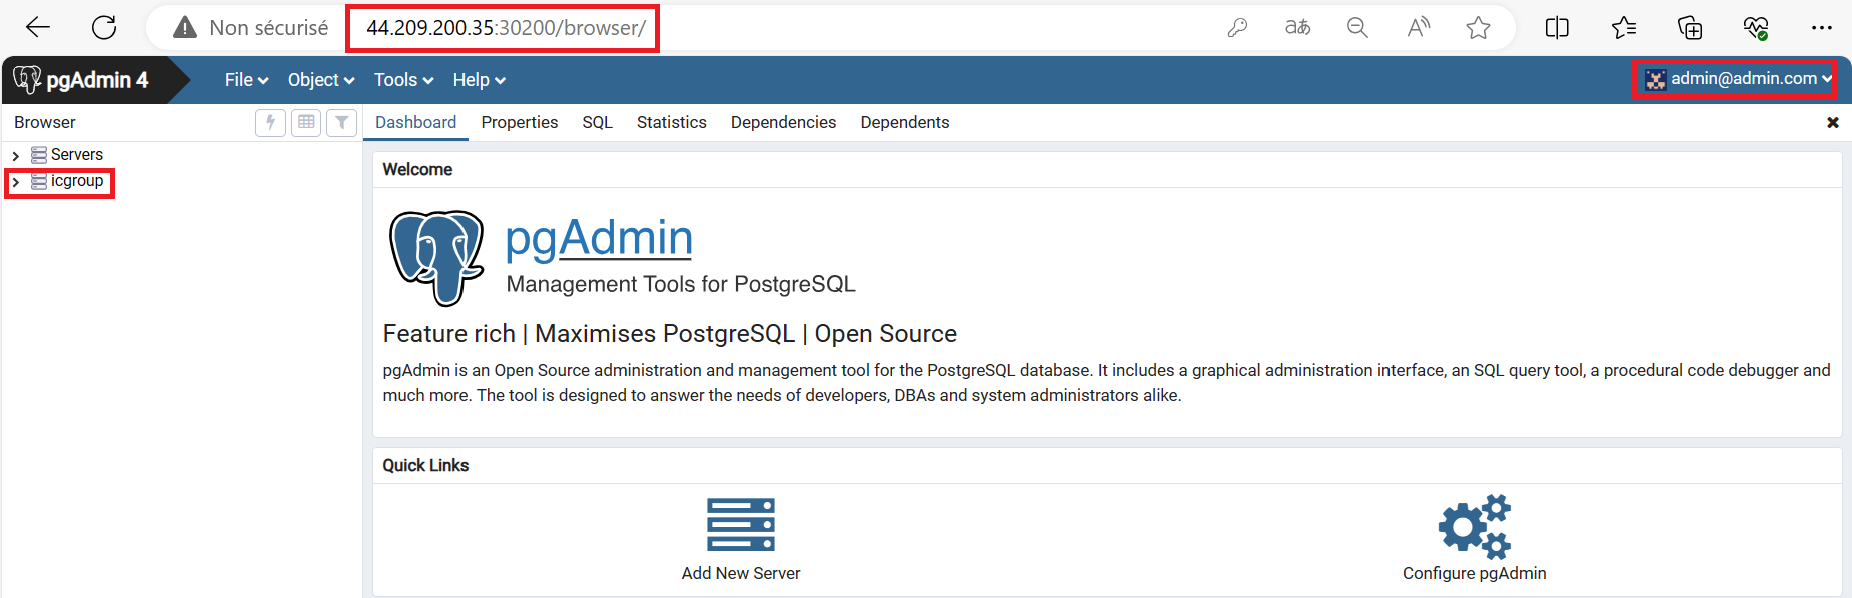 Non sécurisé 44.209.200.35:30200/browser/ aあ A
pgAdmin 4 File Object Tools Help admin@admin.com
Browser Dashboard Properties SQL Statistics Dependencies Dependents
Servers
icgroup
Welcome
pgAdmin
Management Tools for PostgreSQL
Feature rich | Maximises PostgreSQL | Open Source
pgAdmin is an Open Source administration and management tool for the PostgreSQL database. It includes a graphical administration interface, an SQL query tool, a procedural code debugger and
much more. The tool is designed to answer the needs of developers, DBAs and system administrators alike.
Quick Links
Add New Server Configure pgAdmin